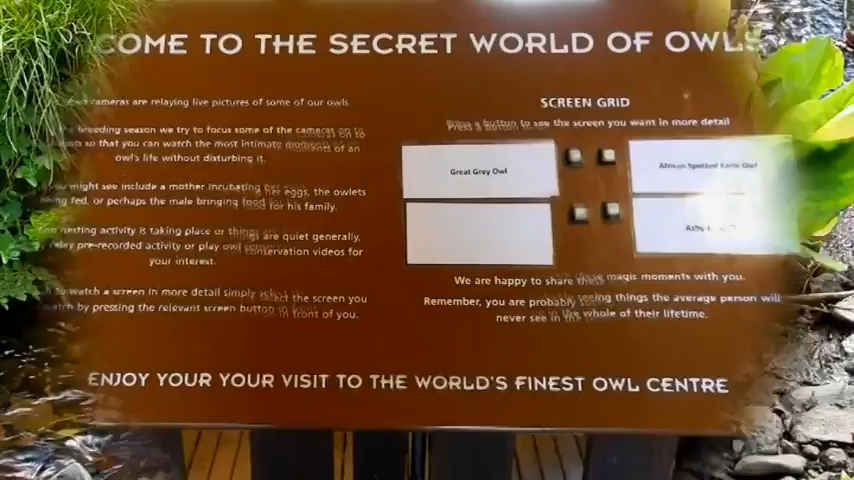 COME TO THE SECRET WORLD OF OWLS
cameras are relaying live pictures of some of our owls.
breeding season we try to focus some of the cameras on to
so that you can watch the most intimate moments of an
owl's life without disturbing it.
might see include a mother incubating her eggs, the owlets
fed, or perhaps the male bringing food for his family.
nesting activity is taking place or things are quiet generally,
pre-recorded activity or play owl conservation videos for
your interest.
to watch a screen in more detail simply select the screen you
watch by pressing the relevant screen button in front of you.
SCREEN GRID
Press a button to see the screen you want in more detail
Great Grey Owl
African Spotted Eagle Owl
We are happy to share these magic moments with you.
Remember, you are probably seeing things the average person will
never see in the whole of their lifetime.
ENJOY YOUR YOUR VISIT TO THE WORLD'S FINEST OWL CENTRE